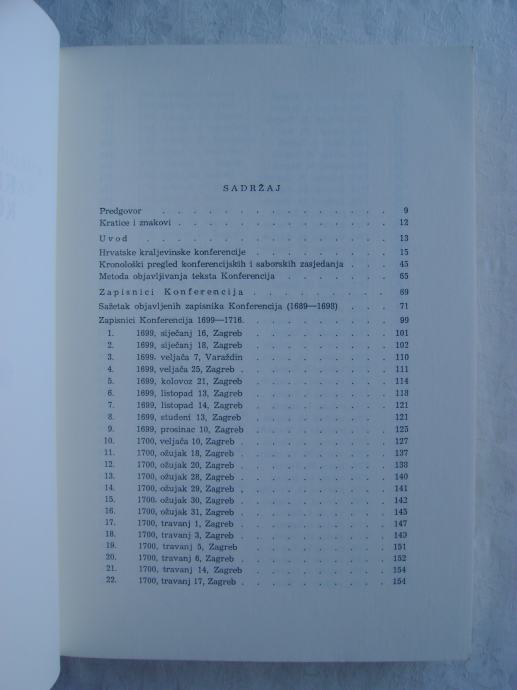 SADRŽAJ
Predgovor . . . . . . . . . . . . . 9
Kratice i znakovi . . . . . . . . . . . . 12
Uvod . . . . . . . . . . . . . 13
Hrvatske kraljevinske konferencije . . . . . . . . 15
Kronološki pregled konferencijskih i saborskih zasjedanja . . . 45
Metoda objavljivanja teksta Konferencija . . . . . . . 65
Zapisnici Konferencija . . . . . . . . 69
Sažetak objavljenih zapisnika Konferencija (1689—1698) . . . 71
Zapisnici Konferencija 1699—1716. . . . . . . . . 99
1. 1699, siječanj 16, Zagreb . . . . . . . . 101
2. 1699, siječanj 18, Zagreb . . . . . . . . 102
3. 1699. veljača 7, Varaždin . . . . . . . . 110
4. 1699, veljača 25, Zagreb . . . . . . . . . 111
5. 1699, kolovoz 21, Zagreb . . . . . . . . 114
6. 1699, listopad 13, Zagreb . . . . . . . . 118
7. 1699, listopad 14, Zagreb . . . . . . . . 121
8. 1699, studeni 13, Zagreb . . . . . . . . 121
9. 1699, prosinac 10, Zagreb . . . . . . . . 125
10. 1700, veljača 10, Zagreb . . . . . . . . . 127
11. 1700, ožujak 18, Zagreb . . . . . . . . . 137
12. 1700, ožujak 20, Zagreb . . . . . . . . . 138
13. 1700, ožujak 28, Zagreb . . . . . . . . . 140
14. 1700, ožujak 29, Zagreb . . . . . . . . . 141
15. 1700. ožujak 30, Zagreb . . . . . . . . . 142
16. 1700, ožujak 31, Zagreb . . . . . . . . . 145
17. 1700, travanj 1, Zagreb . . . . . . . . . 147
18. 1700, travanj 3, Zagreb . . . . . . . . . 149
19. 1700, travanj 5, Zagreb . . . . . . . . . 151
20. 1700, travanj 6, Zagreb . . . . . . . . . 152
21. 1700, travanj 14, Zagreb . . . . . . . . 154
22. 1700, travanj 17, Zagreb . . . . . . . . . 154